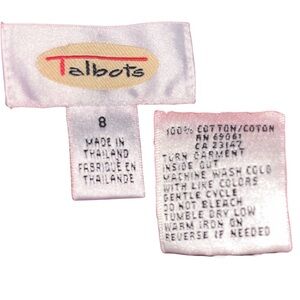 Talbots
8
MADE IN
THAILAND
FABRIQUÉ EN
THAILANDE
100% COTTON/COTON
RN 69061
CA 23147
TURN GARMENT
INSIDE OUT
MACHINE WASH COLD
WITH LIKE COLORS
GENTLE CYCLE
DO NOT BLEACH
TUMBLE DRY LOW
WARM IRON ON
REVERSE IF NEEDED